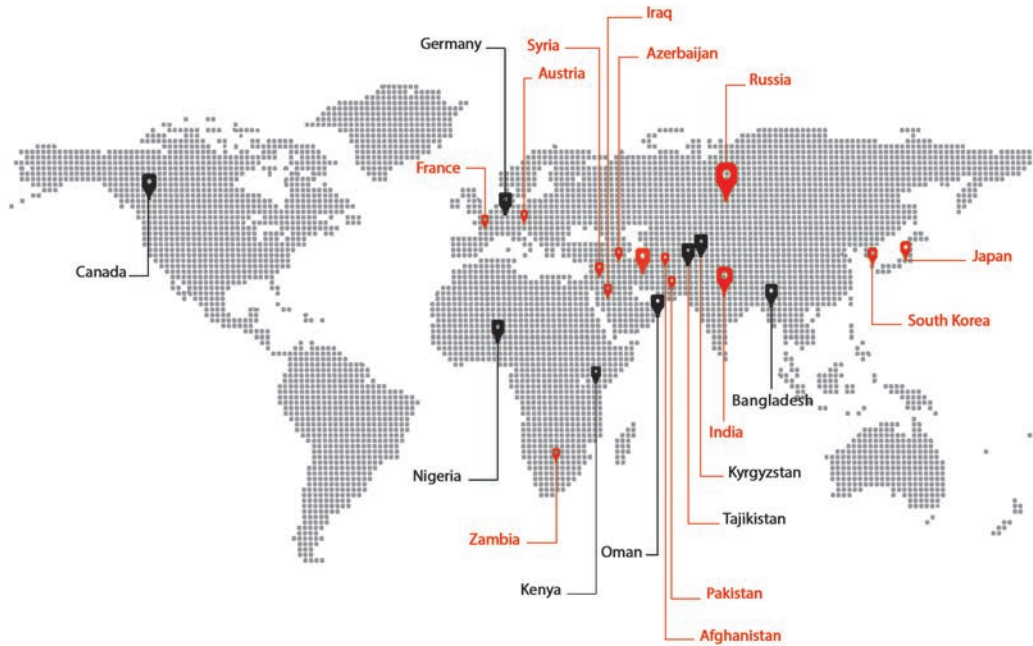 Iraq
Germany
Syria
Azerbaijan
Austria
Russia
France
Canada
Japan
South Korea
Bangladesh
India
Nigeria
Kyrgyzstan
Tajikistan
Zambia
Oman
Kenya
Pakistan
Afghanistan